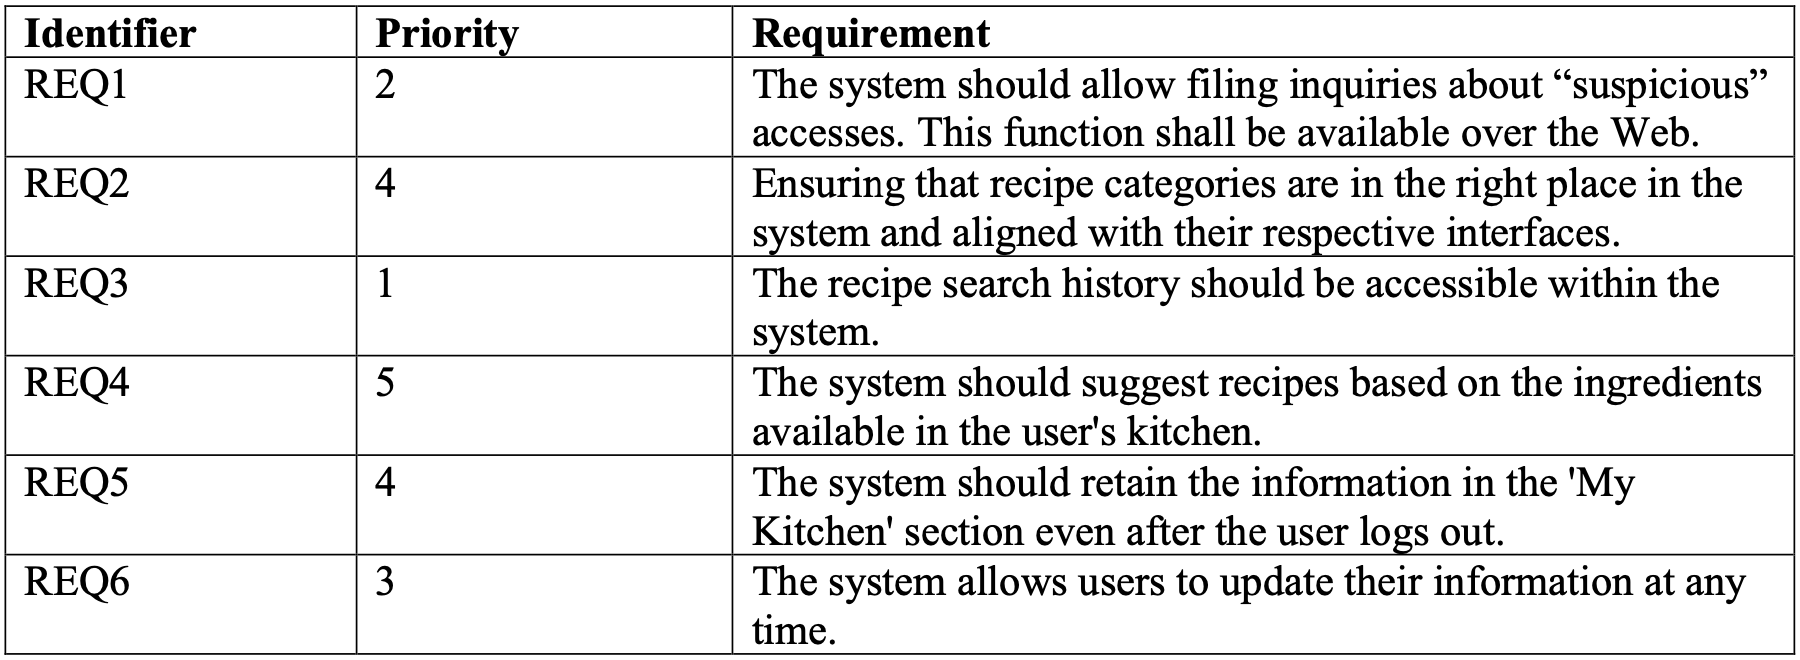 Identifier Priority Requirement
REQ1 2 The system should allow filing inquiries about “suspicious”
accesses. This function shall be available over the Web.
REQ2 4 Ensuring that recipe categories are in the right place in the
system and aligned with their respective interfaces.
REQ3 1 The recipe search history should be accessible within the
system.
REQ4 5 The system should suggest recipes based on the ingredients
available in the user's kitchen.
REQ5 4 The system should retain the information in the 'My
Kitchen' section even after the user logs out.
REQ6 3 The system allows users to update their information at any
time.